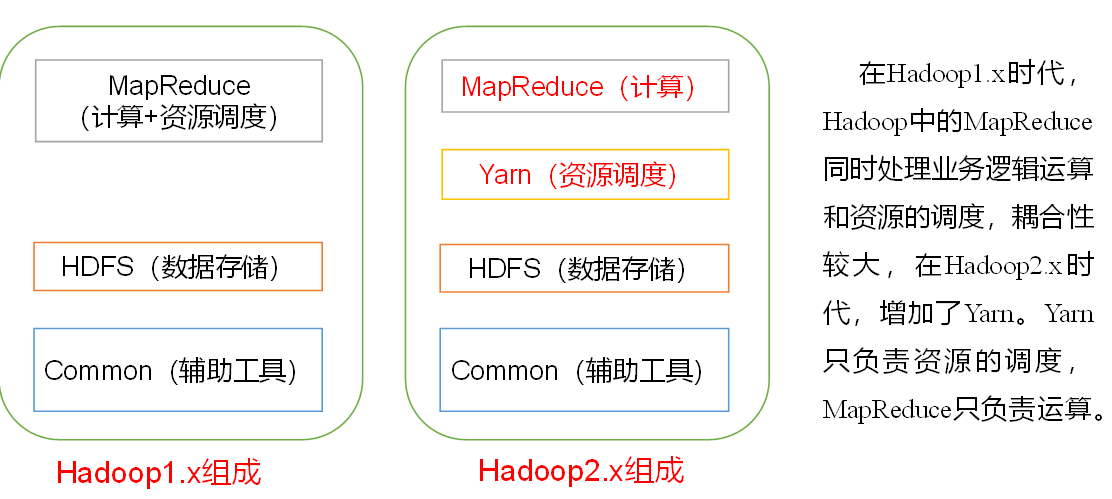 MapReduce
（计算+资源调度）
HDFS（数据存储）
Common（辅助工具）
Hadoop1.x组成
MapReduce（计算）
Yarn（资源调度）
HDFS（数据存储）
Common（辅助工具）
Hadoop2.x组成
在Hadoop1.x时代，
Hadoop中的MapReduce
同时处理业务逻辑运算
和资源的调度，耦合性
较大，在Hadoop2.x时
代，增加了Yarn。Yarn
只负责资源的调度，
MapReduce只负责运算。